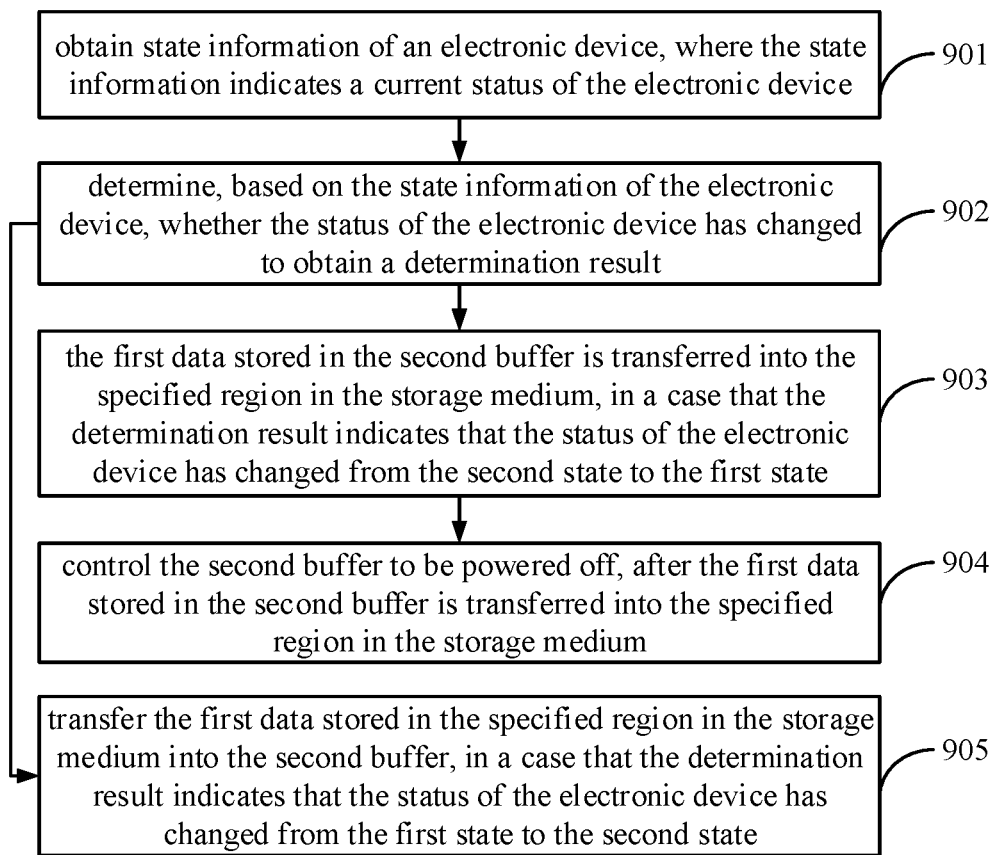 obtain state information of an electronic device, where the state
information indicates a current status of the electronic device
901
determine, based on the state information of the electronic
device, whether the status of the electronic device has changed
to obtain a determination result
902
the first data stored in the second buffer is transferred into the
specified region in the storage medium, in a case that the
determination result indicates that the status of the electronic
device has changed from the second state to the first state
903
control the second buffer to be powered off, after the first data
stored in the second buffer is transferred into the specified
region in the storage medium
904
transfer the first data stored in the specified region in the storage
medium into the second buffer, in a case that the determination
result indicates that the status of the electronic device has
changed from the first state to the second state
905